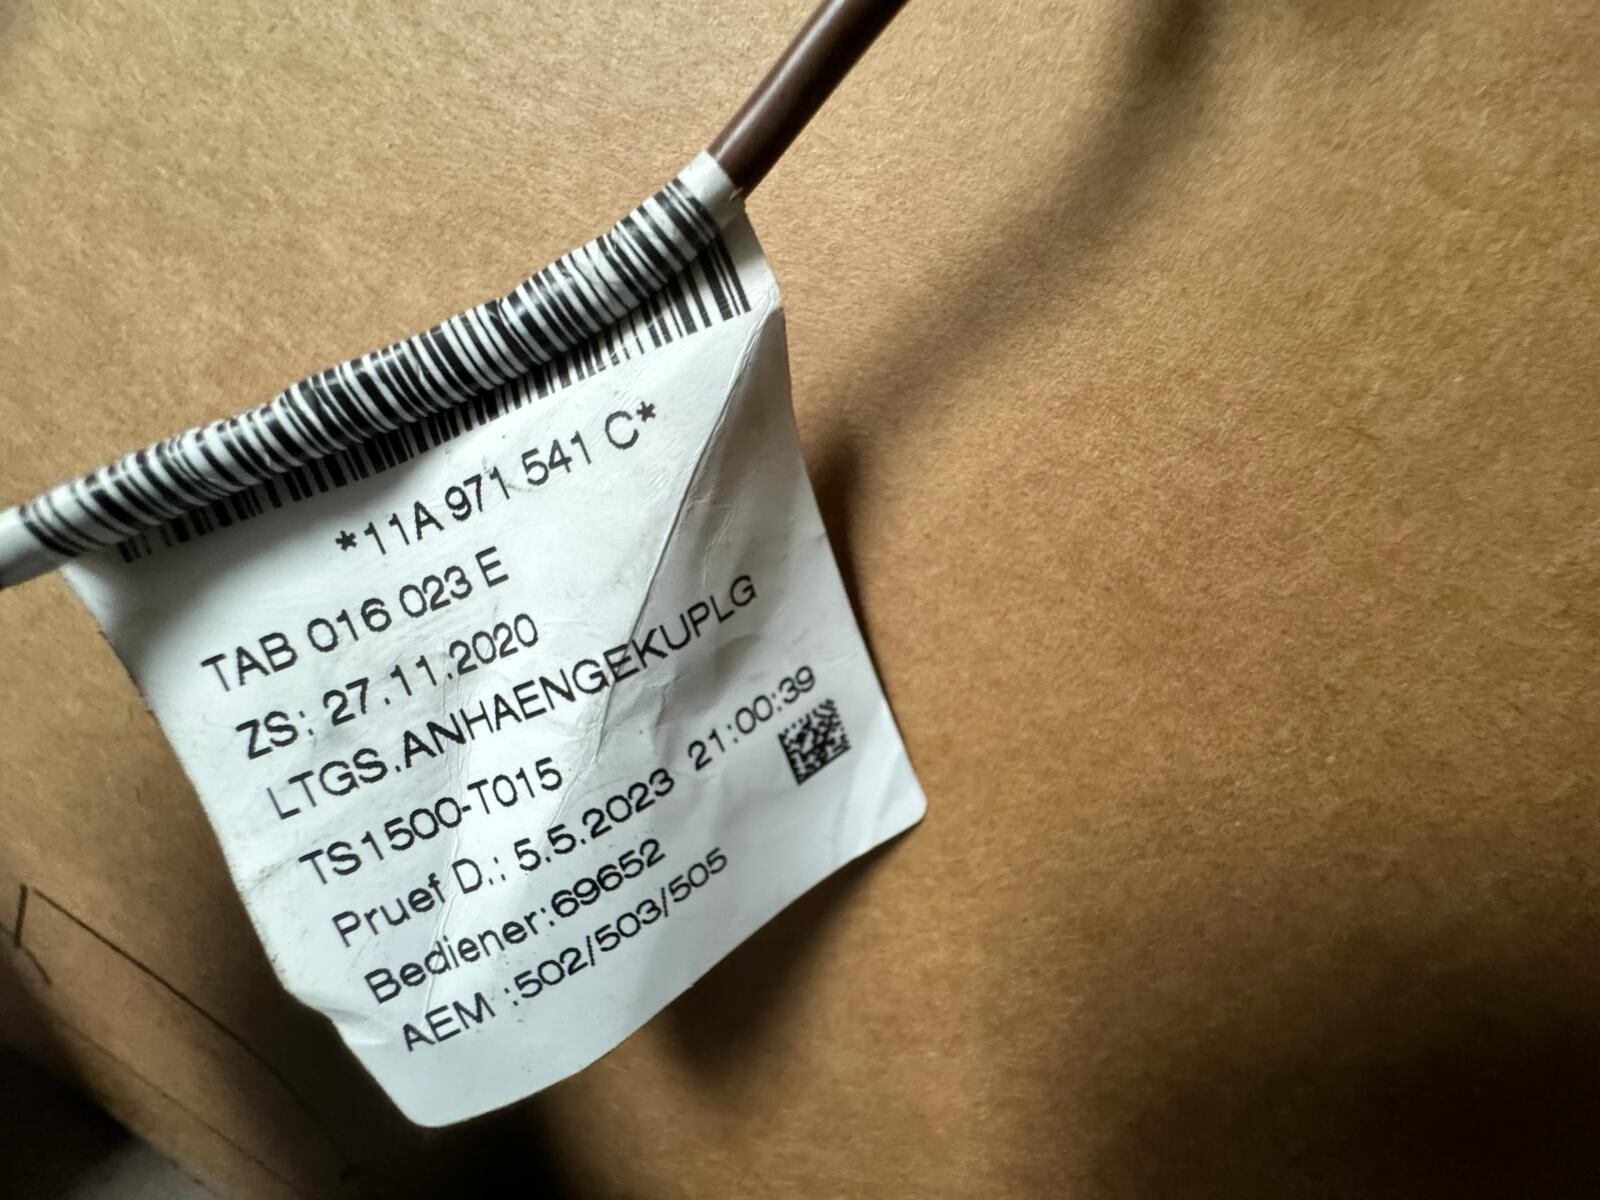 *11A 971 541 C*
TAB 016 023 E
ZS: 27.11.2020
LTGS.ANHAENGEKUPLG
TS1500-T015
Pruef D.: 5.5.2023 21:00:39
Bediener:69652
AEM :502/503/505